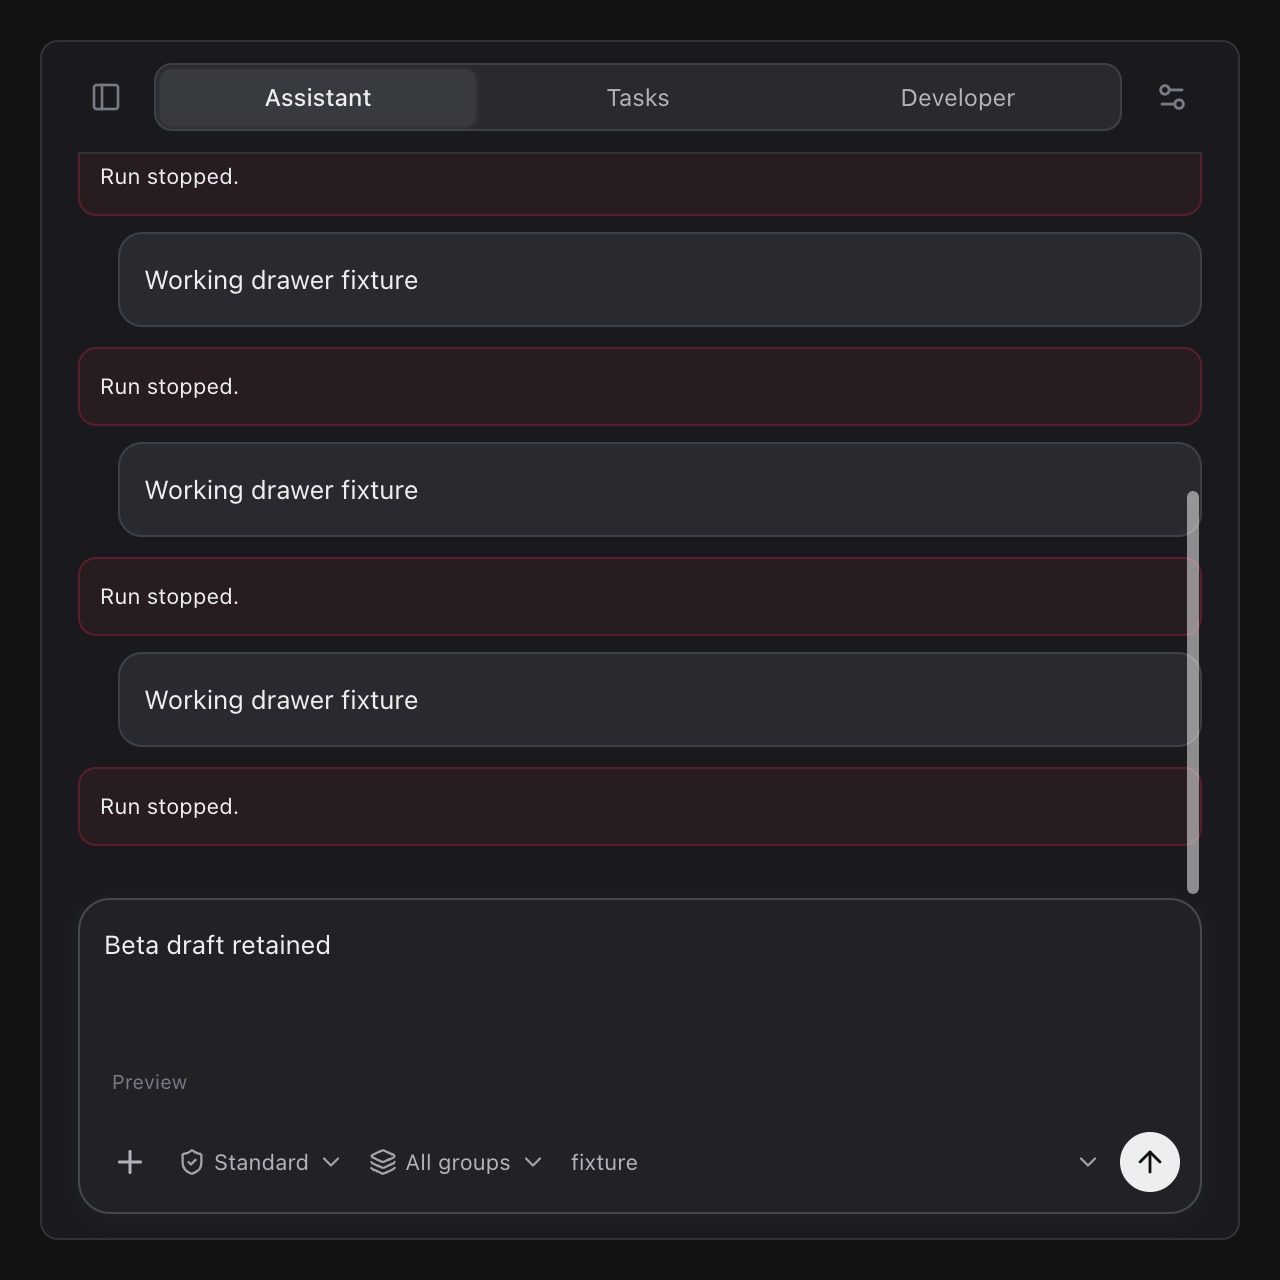 Assistant
Tasks
Developer
Run stopped.
Working drawer fixture
Run stopped.
Working drawer fixture
Run stopped.
Working drawer fixture
Run stopped.
Beta draft retained
Preview
Standard
All groups
fixture